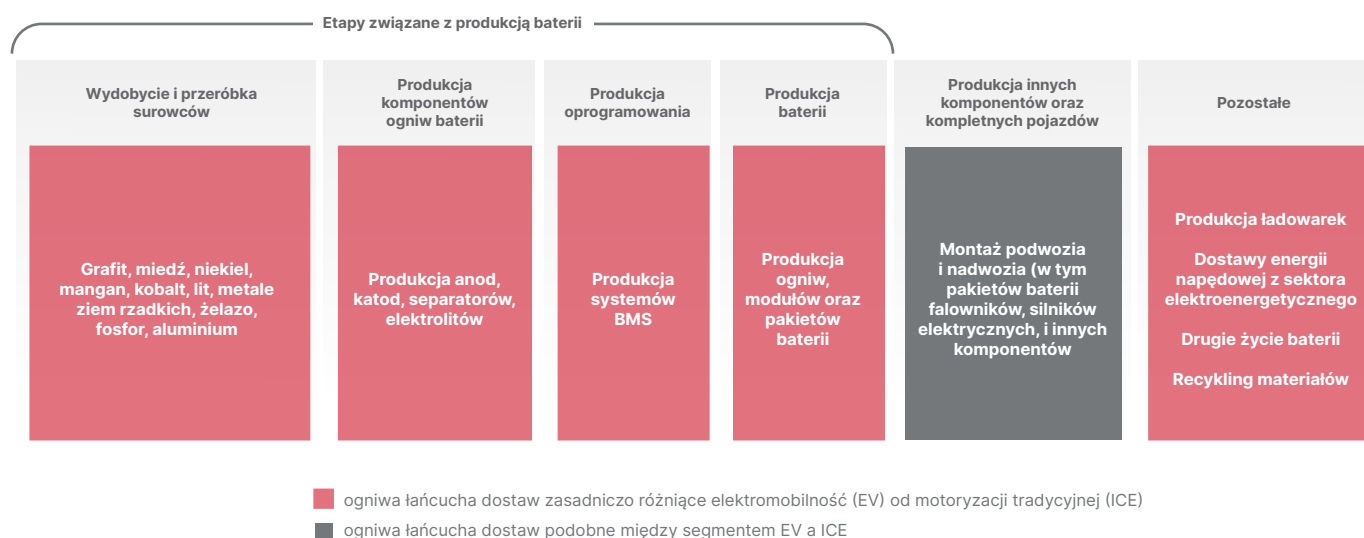 Etapy związane z produkcją baterii
Wydobycie i przeróbka
surowców
Grafit, miedź, niekiel,
mangan, kobalt, lit, metale
ziem rzadkich, żelazo,
fosfor, aluminium
Produkcja
komponentów
ogniw baterii
Produkcja anod,
katod, separatorów,
elektrolitów
Produkcja
oprogramowania
Produkcja
systemów
BMS
Produkcja
baterii
Produkcja
ogniw,
modułów oraz
pakietów
baterii
Produkcja innych
komponentów oraz
kompletnych pojazdów
Montaż podwozia
i nadwozia (w tym
pakietów baterii
falowników, silników
elektrycznych, i innych
komponentów
Pozostałe
Produkcja ładowarek
Dostawy energii
napędowej z sektora
elektroenergetycznego
Drugie życie baterii
Recykling materiałów
ogniwa łańcucha dostaw zasadniczo różniące elektromobilność (EV) od motoryzacji tradycyjnej (ICE)
ogniwa łańcucha dostaw podobne między segmentem EV a ICE